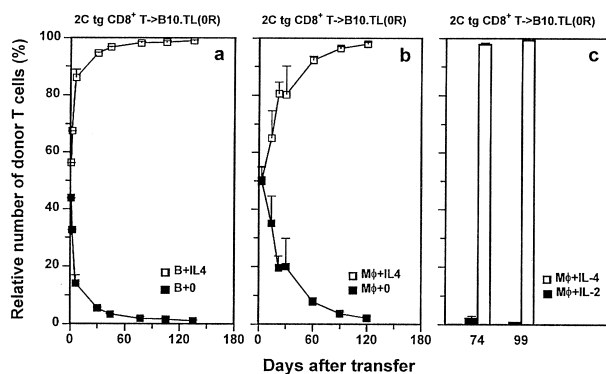 2C tg CD8+ T->B10.TL(0R)
2C tg CD8+ T->B10.TL(0R)
2C tg CD8+ T->B10.TL(0R)
Relative number of donor T cells (%)
100
80
60
40
20
0
a
B+IL4
B+0
0
60
120
180
b
Mφ+IL4
Mφ+0
0
60
120
180
c
Mφ+IL-4
Mφ+IL-2
74
99
Days after transfer